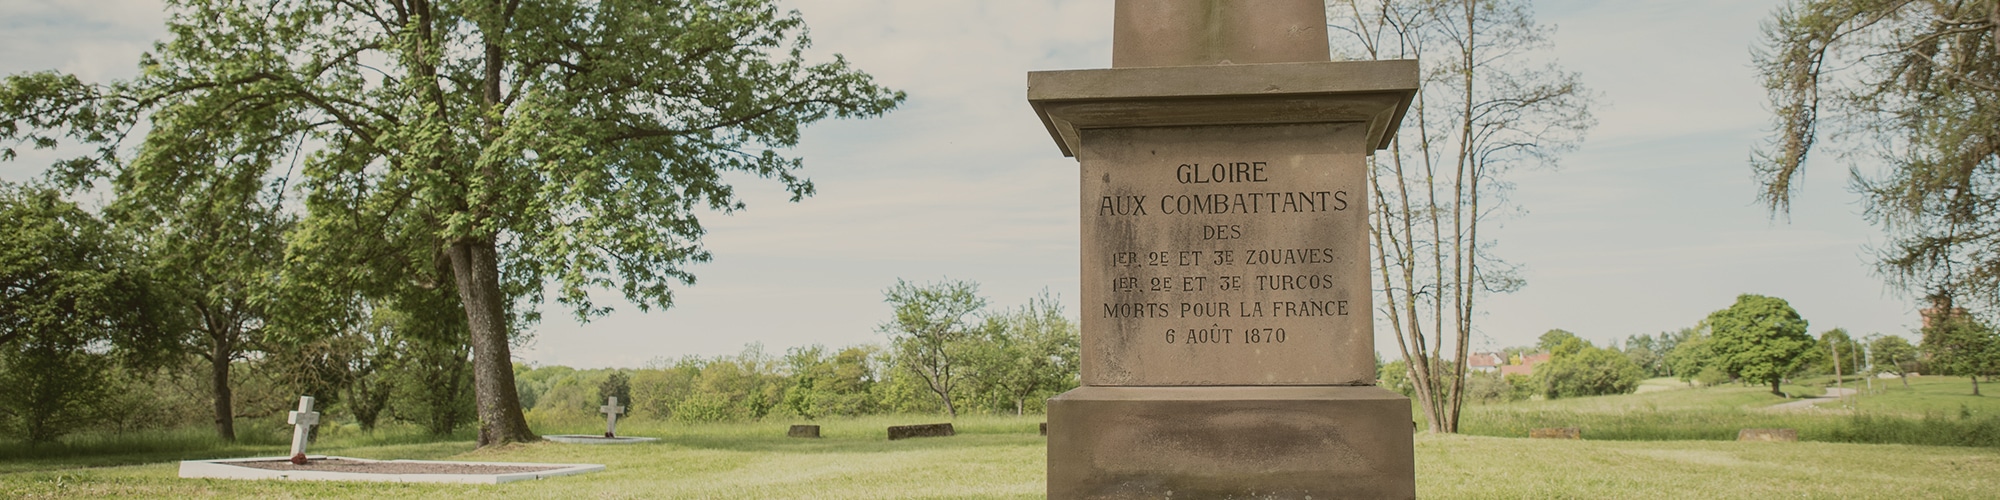 GLOIRE
AUX COMBATTANTS
DES
1ER, 2E ET 3E ZOUAVES
1ER, 2E ET 3E TURCOS
MORTS POUR LA FRANCE
6 AOÛT 1870